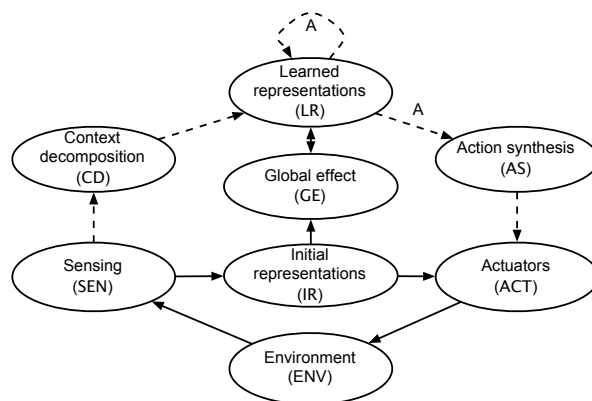 A
Learned
representations
(LR)
A
Context
decomposition
(CD)
Action synthesis
(AS)
Global effect
(GE)
Sensing
(SEN)
Initial
representations
(IR)
Actuators
(ACT)
Environment
(ENV)